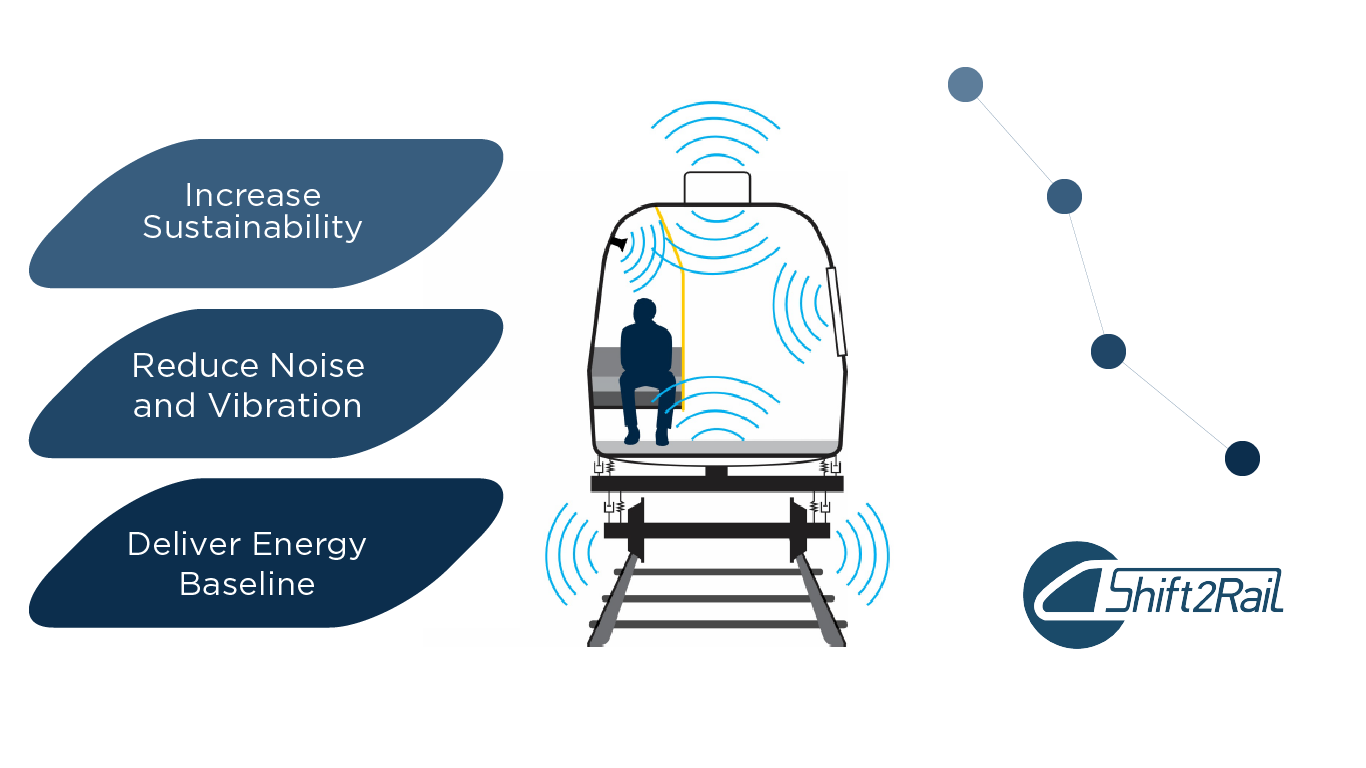 Increase
Sustainability
Reduce Noise
and Vibration
Deliver Energy
Baseline
Shift2Rail